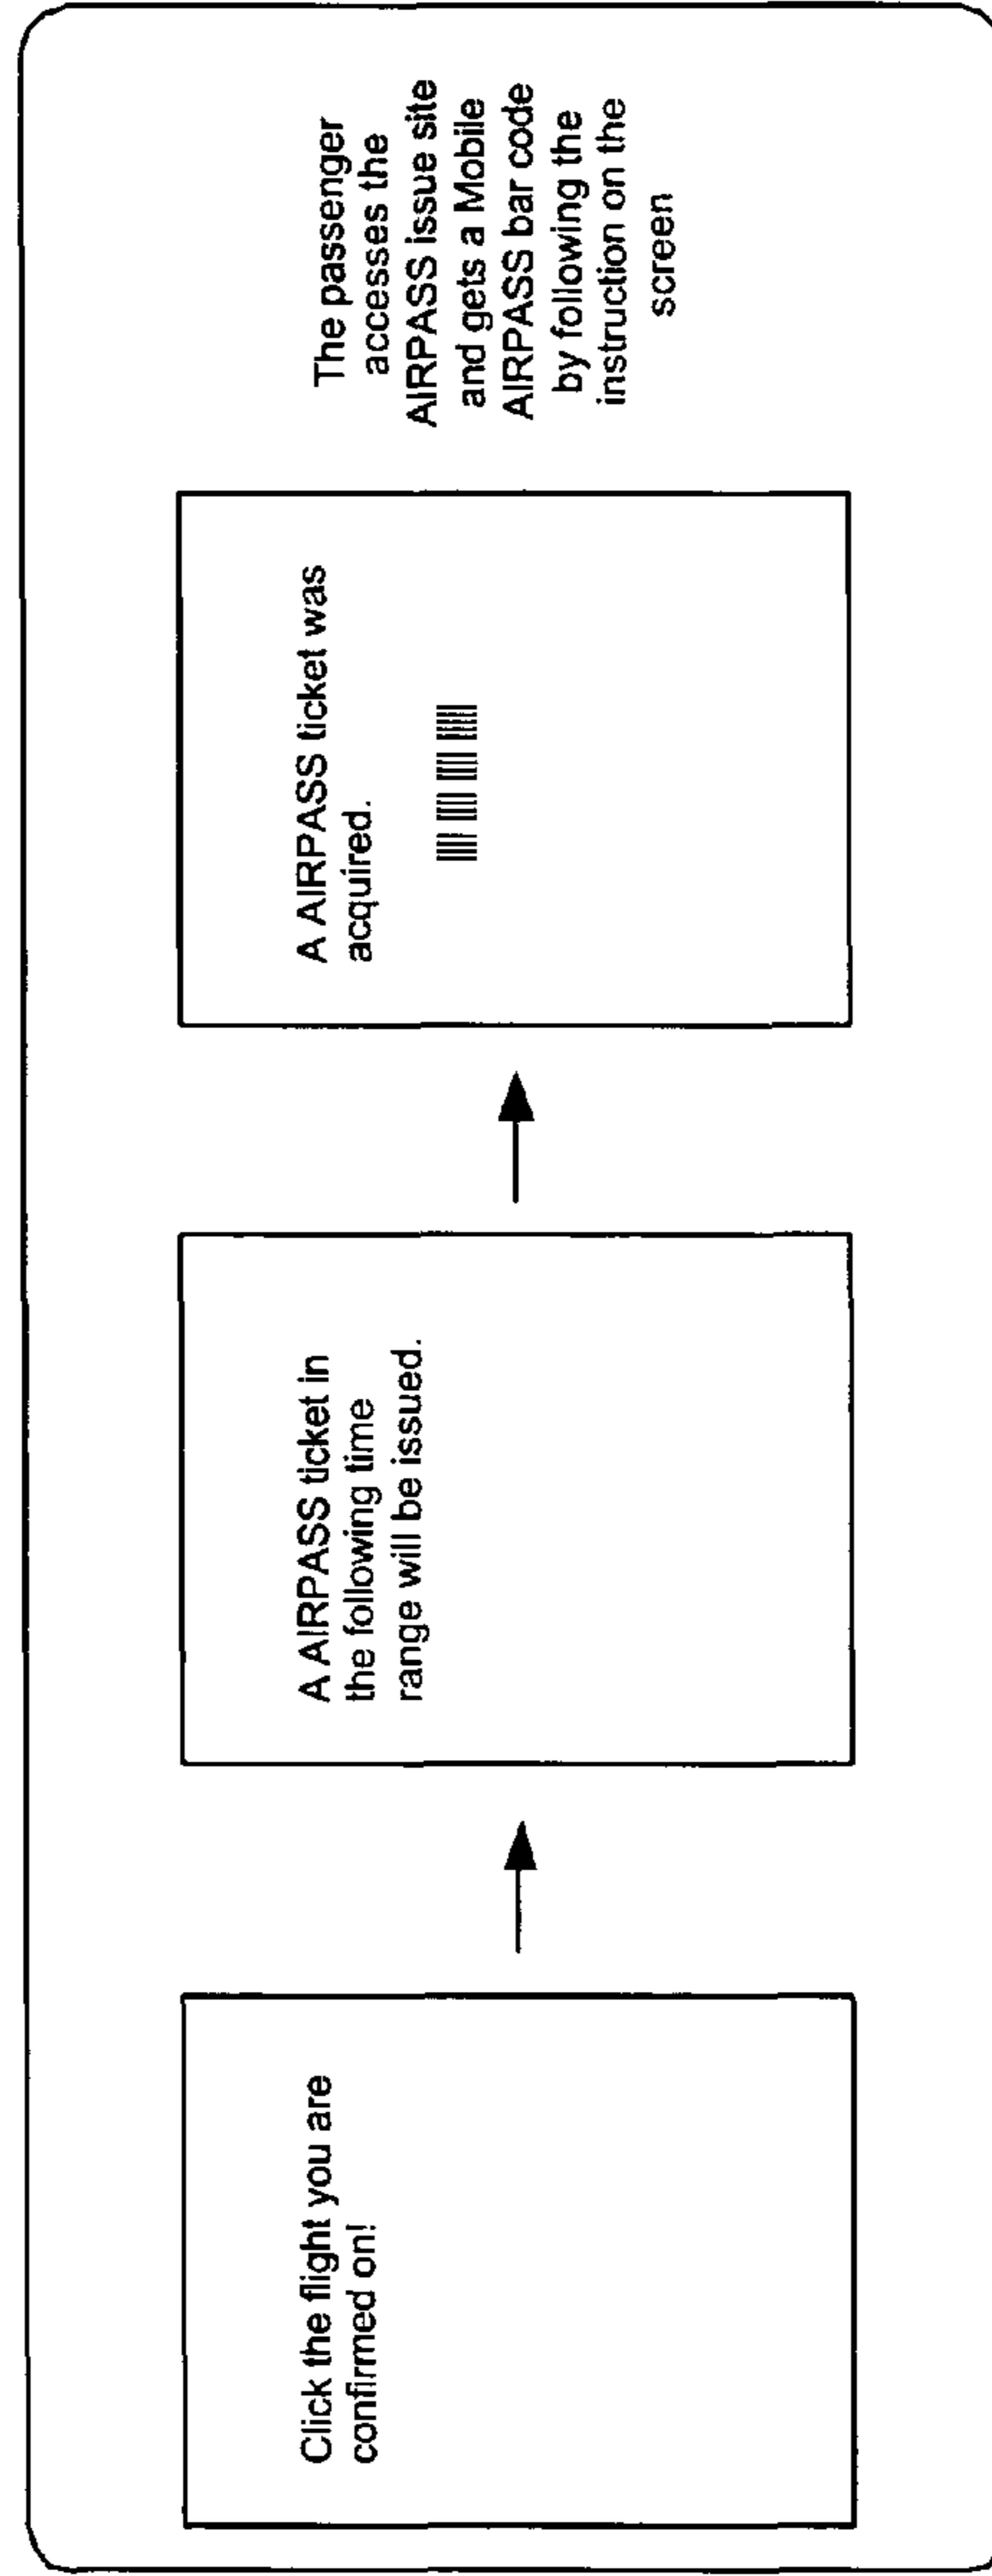 Click the flight you are
confirmed on!
A AIRPASS ticket in
the following time
range will be issued.
A AIRPASS ticket was
acquired.
The passenger
accesses the
AIRPASS issue site
and gets a Mobile
AIRPASS bar code
by following the
instruction on the
screen